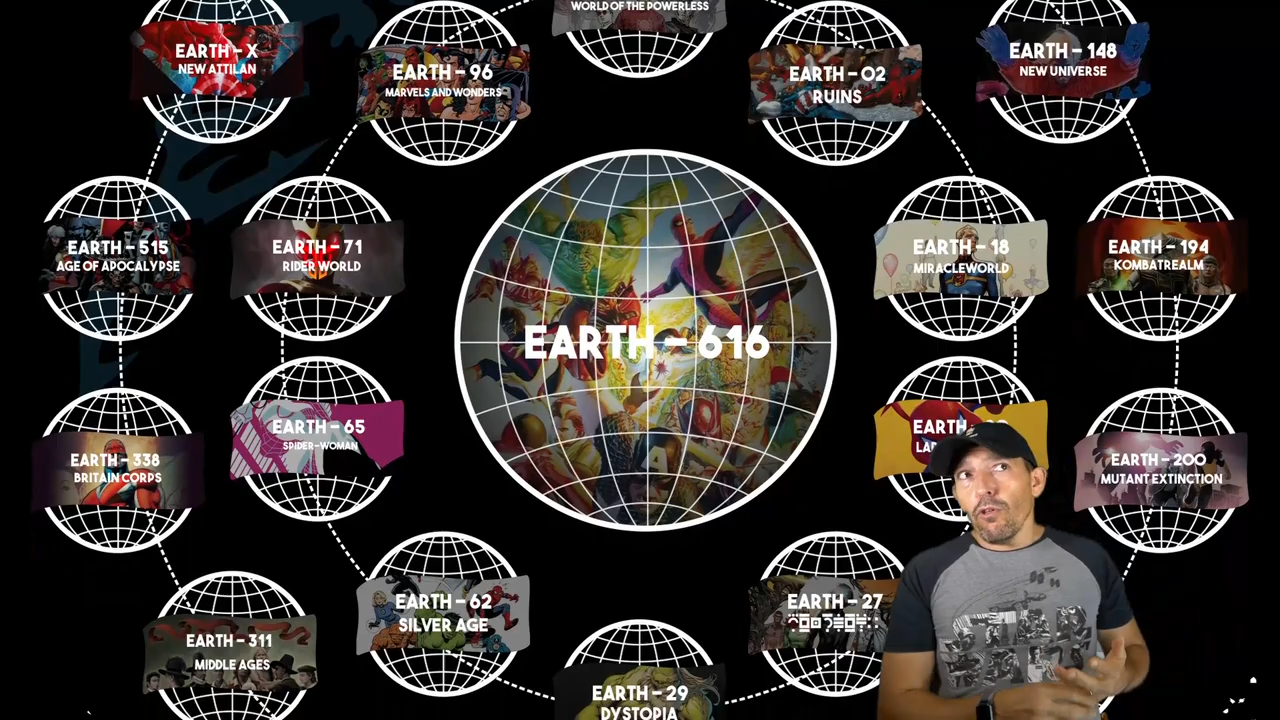 WORLD OF THE POWERLESS
EARTH – X
NEW ATTILAN
EARTH – 96
MARVELS AND WONDERS
EARTH – 02
RUINS
EARTH – 148
NEW UNIVERSE
EARTH – 515
AGE OF APOCALYPSE
EARTH – 71
RIDER WORLD
EARTH – 18
MIRACLEWORLD
EARTH – 194
KOMBATREALM
EARTH – 616
EARTH – 65
SPIDER-WOMAN
EARTH
EARTH – 338
BRITAIN CORPS
EARTH – 200
MUTANT EXTINCTION
EARTH – 62
SILVER AGE
EARTH – 27
EARTH – 311
MIDDLE AGES
EARTH – 29
DYSTOPIA